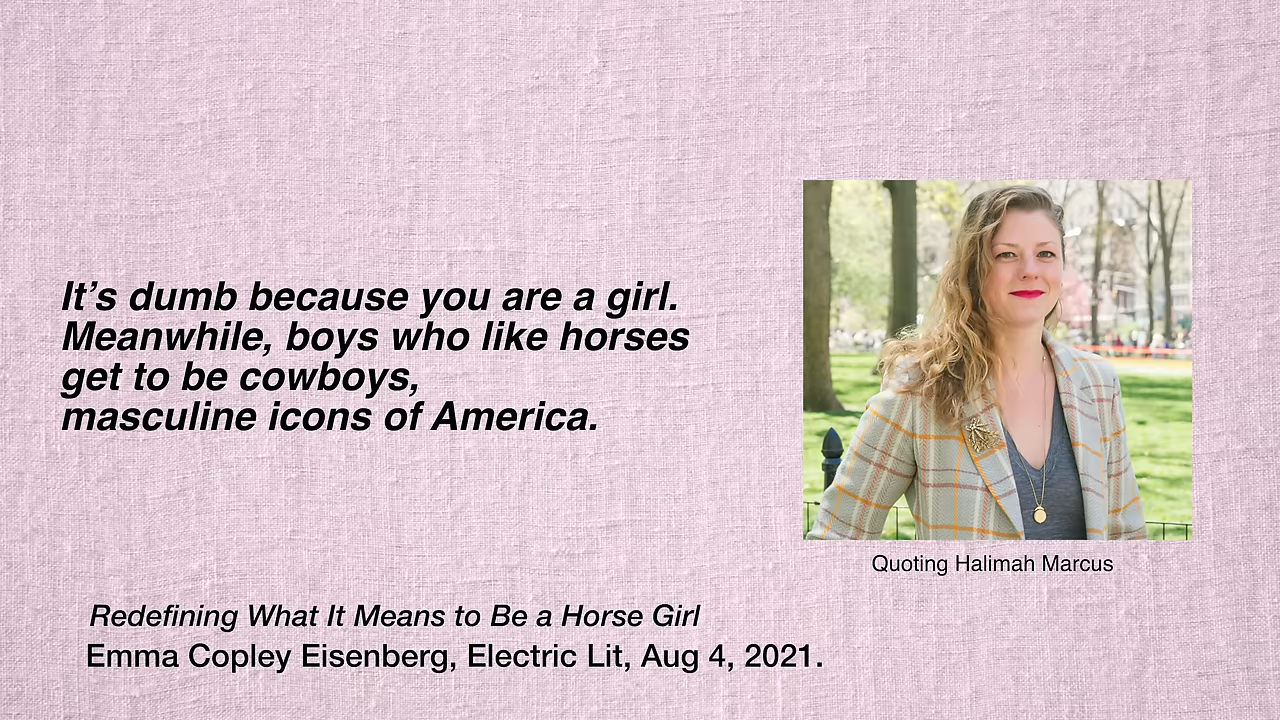 It’s dumb because you are a girl.
Meanwhile, boys who like horses
get to be cowboys,
masculine icons of America.
Quoting Halimah Marcus
Redefining What It Means to Be a Horse Girl
Emma Copley Eisenberg, Electric Lit, Aug 4, 2021.